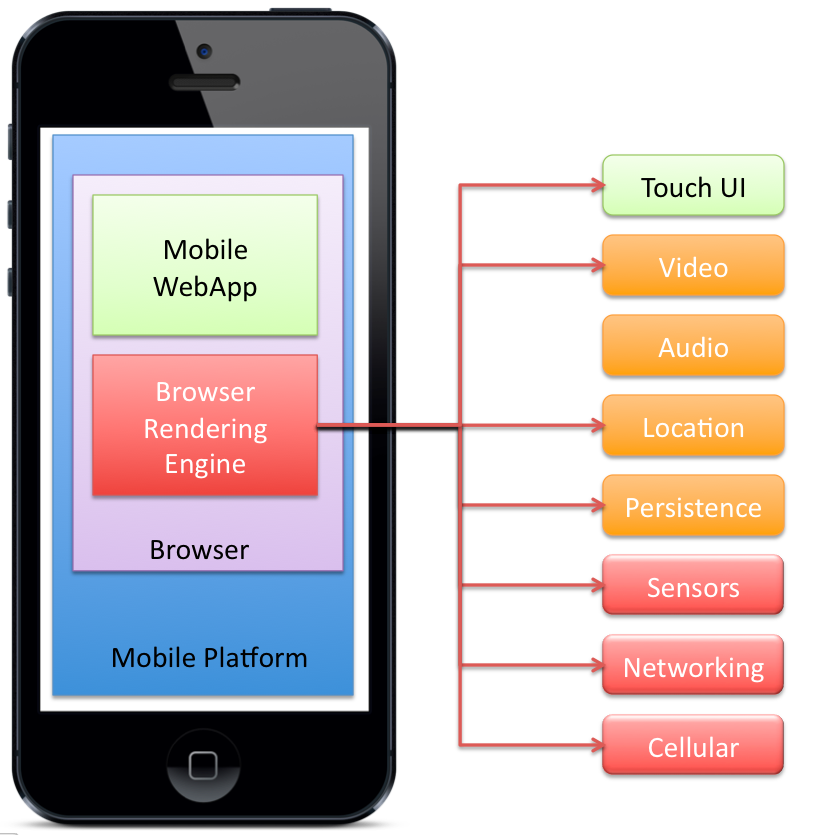 Mobile
WebApp
Browser
Rendering
Engine
Browser
Mobile Platform
Touch UI
Video
Audio
Location
Persistence
Sensors
Networking
Cellular